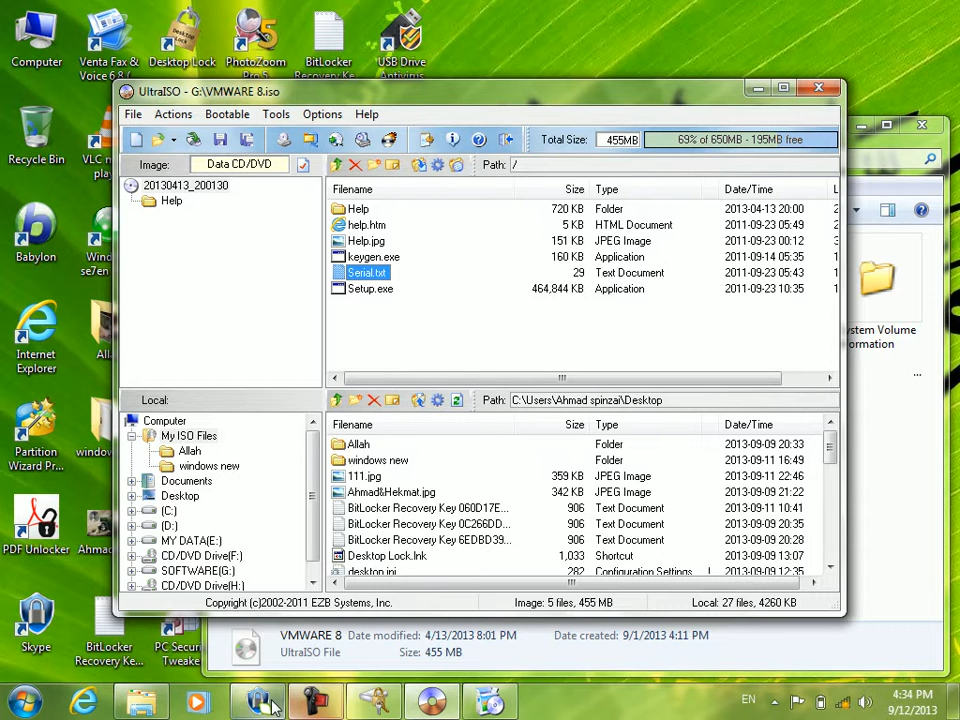 Computer
Venta Fax &
Voice 6.8 (
Desktop Lock
PhotoZoom
Pro 5
BitLocker
Recovery Ke...
USB Drive
Antivirus
Recycle Bin
VLC m
play
Babylon
Wind
se7en
Internet
Explorer
Alla
Partition
Wizard Pr...
window
PDF Unlocker
Ahmad
Skype
BitLocker
Recovery Ke...
PC Securi
Tweake
UltraISO - G:\VMWARE 8.iso
File Actions Bootable Tools Options Help
Total Size: 455MB 69% of 650MB - 195MB free
Image: Data CD/DVD Path: /
20130413_200130
Help
Filename Size Type Date/Time L
Help 720 KB Folder 2013-04-13 20:00 2
help.htm 5 KB HTML Document 2011-09-23 05:49 2
Help.jpg 151 KB JPEG Image 2011-09-23 00:12 3
keygen.exe 160 KB Application 2011-09-14 05:28 3
Serial.txt 29 Text Document 2011-09-23 05:43 2
Setup.exe 464,844 KB Application 2011-09-23 10:35 1
Local: Path: C:\Users\Ahmad spinzai\Desktop
Computer
My ISO Files
Allah
windows new
Documents
Desktop
(C:)
(D:)
MY DATA(E:)
CD/DVD Drive(F:)
SOFTWARE(G:)
CD/DVD Drive(H:)
Filename Size Type Date/Time
Allah Folder 2013-09-09 20:33
windows new Folder 2013-09-11 16:49
111.jpg 359 KB JPEG Image 2013-09-11 22:46
Ahmad&Hekmat.jpg 342 KB JPEG Image 2013-09-09 21:22
BitLocker Recovery Key 060D17E... 906 Text Document 2013-09-11 10:41
BitLocker Recovery Key 0C266DD... 906 Text Document 2013-09-09 20:35
BitLocker Recovery Key 6EBD39... 906 Text Document 2013-09-09 20:28
Desktop Lock.lnk 1,033 Shortcut 2013-09-09 13:07
desktop.ini 282 Configuration Settings 2013-09-09 12:35
Copyright (c)2002-2011 EZB Systems, Inc. Image: 5 files, 455 MB Local: 27 files, 4260 KB
ystem Volume
ormation
...
VMWARE 8 Date modified: 4/13/2013 8:01 PM Date created: 9/1/2013 4:11 PM
UltraISO File Size: 455 MB
EN
4:34 PM
9/12/2013